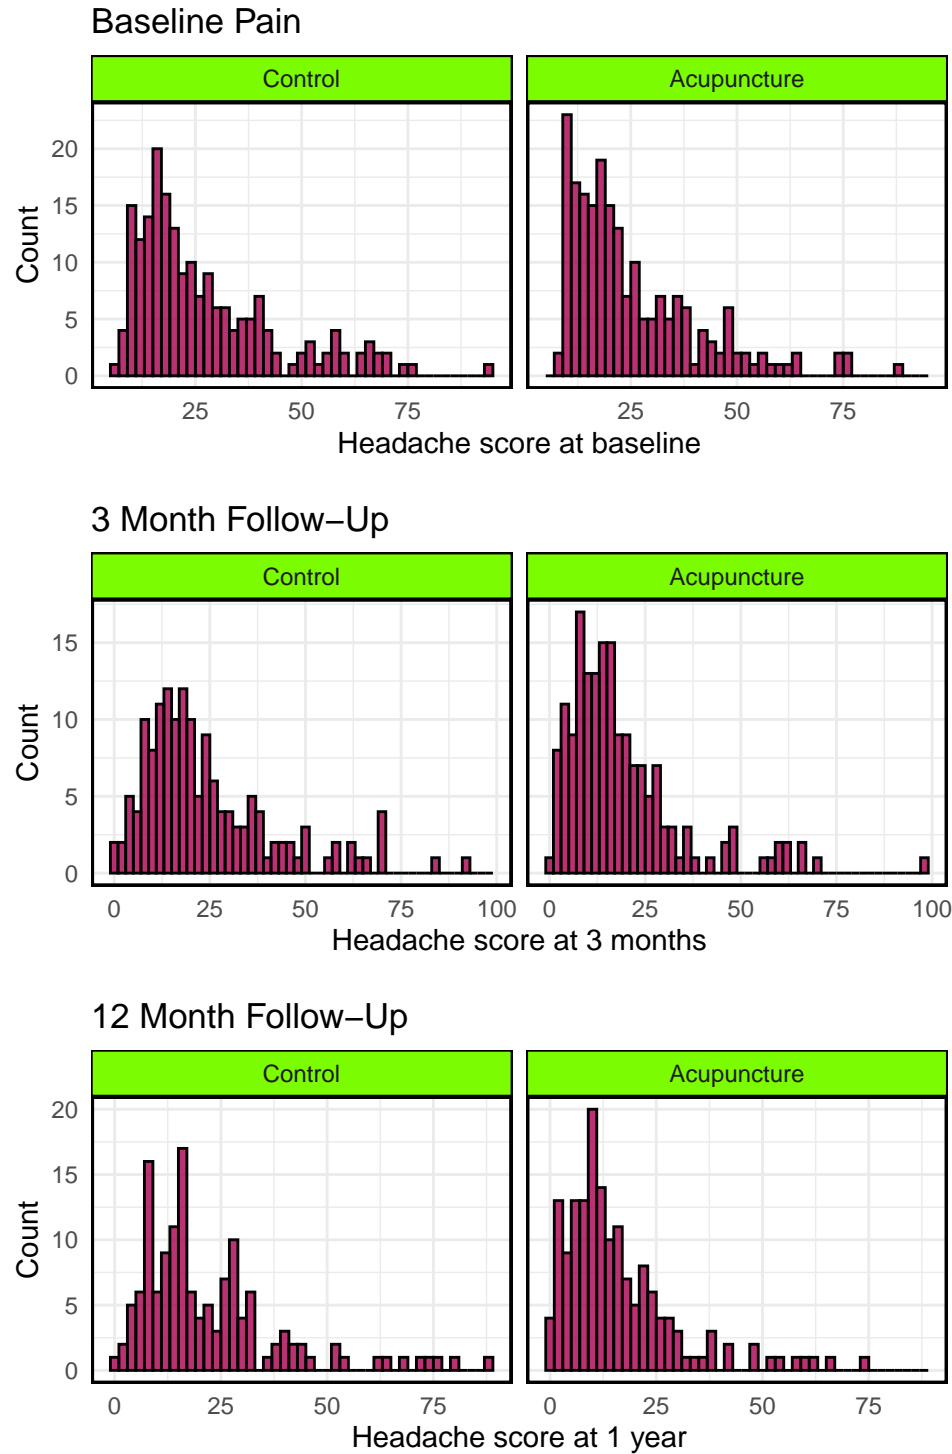 Baseline Pain
Control Acupuncture
20
15
10
5
0
Count
25 50 75 25 50 75
Headache score at baseline
3 Month Follow−Up
Control Acupuncture
15
10
5
0
Count
0 25 50 75 100 0 25 50 75 100
Headache score at 3 months
12 Month Follow−Up
Control Acupuncture
20
15
10
5
0
Count
0 25 50 75 0 25 50 75
Headache score at 1 year